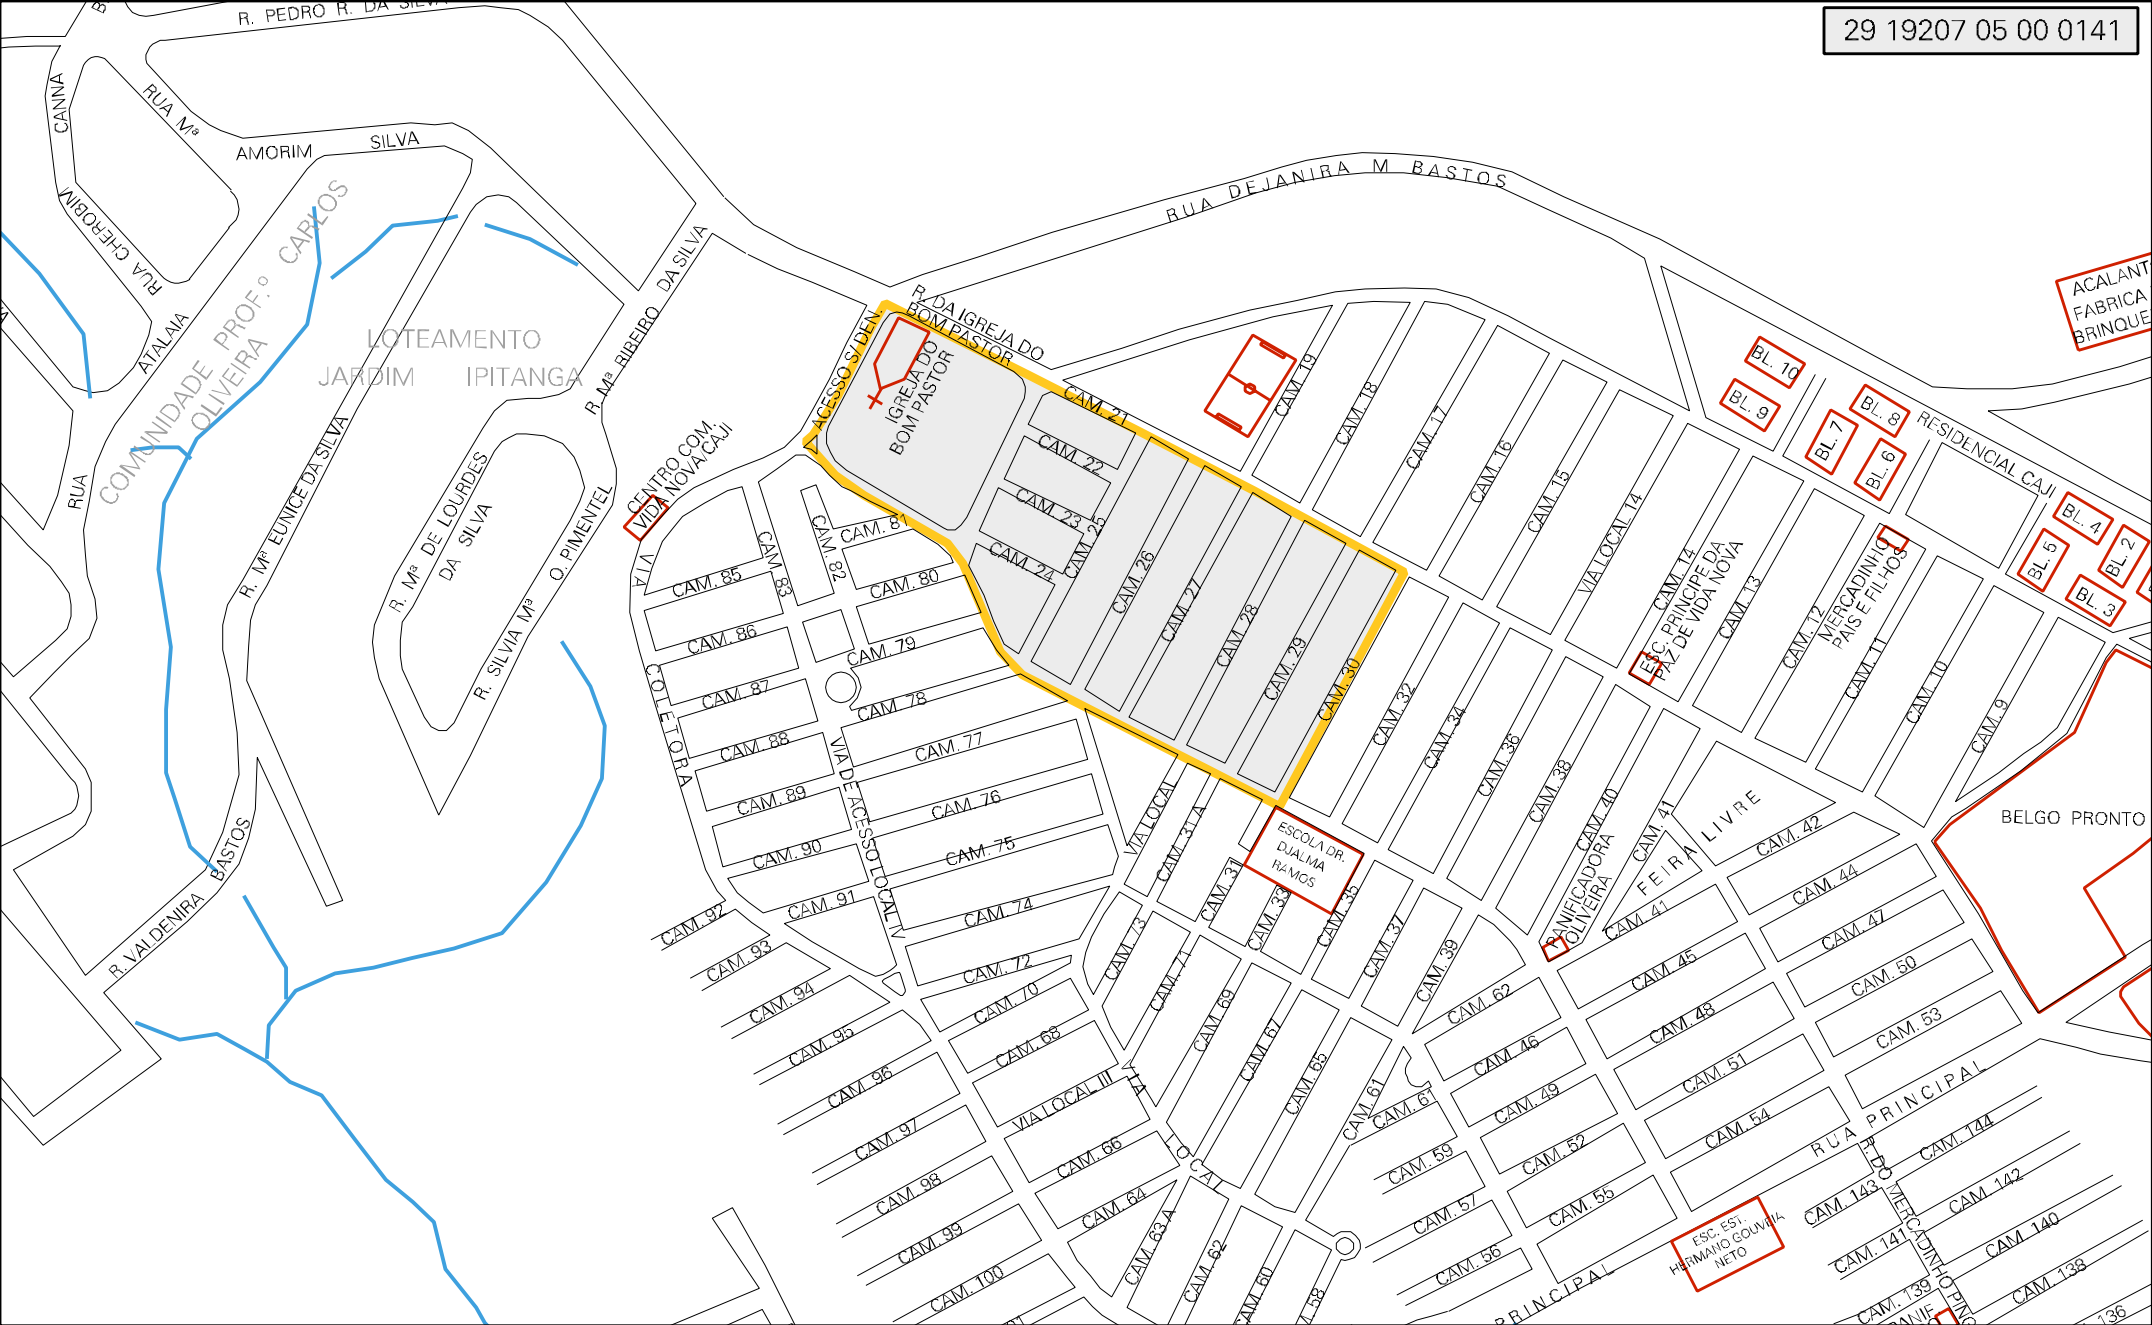 29 19207 05 00 0141
R. PEDRO R. DA SILVA
CANNA
RUA Mª
AMORIM
SILVA
RUA CHEROBIM
COMUNIDADE PROF.º CARLOS
OLIVEIRA
ATALAIA
RUA
LOTEAMENTO
JARDIM IPITANGA
R. Mª RIBEIRO DA SILVA
R. Mª EUNICE DA SILVA
R. Mª DE LOURDES
DA SILVA
R. SILVIA Mª O. PIMENTEL
R. VALDENIRA BASTOS
RUA DEJANIRA M BASTOS
R. DA IGREJA DO
BOM PASTOR
ACESSO S/ DEN.
IGREJA DO
BOM PASTOR
CENTRO COM.
VIDA NOVA/CAJI
ACALANT
FABRICA
BRINQUE
BL. 10
BL. 9
BL. 8
BL. 7
BL. 6
RESIDENCIAL CAJI
BL. 4
BL. 5
BL. 2
BL. 3
CAM. 21
CAM. 19
CAM. 18
CAM. 17
CAM. 16
CAM. 15
VIA LOCAL 14
CAM. 14
ESC. PRINCIPE DA
PAZ DE VIDA NOVA
CAM. 13
CAM. 12
MERCADINHO
PAIS E FILHOS
CAM. 11
CAM. 10
CAM. 9
BELGO PRONTO
CAM. 22
CAM. 23
CAM. 24
CAM. 25
CAM. 26
CAM. 27
CAM. 28
CAM. 29
CAM. 30
CAM. 32
CAM. 34
CAM. 36
CAM. 38
CAM. 40
PANIFICADORA
OLIVEIRA
CAM. 41
FEIRA LIVRE
CAM. 41
CAM. 42
CAM. 44
CAM. 45
CAM. 47
CAM. 48
CAM. 50
CAM. 51
CAM. 53
CAM. 54
CAM. 81
CAM. 82
CAM. 83
CAM. 80
CAM. 79
CAM. 78
CAM. 77
CAM. 76
CAM. 75
CAM. 74
CAM. 72
CAM. 70
CAM. 68
VIA LOCAL III
CAM. 66
CAM. 64
CAM. 85
CAM. 86
CAM. 87
CAM. 88
CAM. 89
CAM. 90
CAM. 91
VIA
COLETORA
VIA DE ACESSO LOCAL IV
CAM. 92
CAM. 93
CAM. 94
CAM. 95
CAM. 96
CAM. 97
CAM. 98
CAM. 99
CAM. 100
VIA LOCAL
CAM. 31 A
CAM. 31
ESCOLA DR.
DJALMA
RAMOS
CAM. 33
CAM. 35
CAM. 37
CAM. 39
CAM. 73
CAM. 71
CAM. 69
CAM. 67
CAM. 65
CAM. 61
CAM. 61
VIA LOCAL
CAM. 63 A
CAM. 62
CAM. 60
58
CAM. 62
CAM. 46
CAM. 49
CAM. 52
CAM. 55
CAM. 59
CAM. 57
CAM. 56
RUA PRINCIPAL
PRINCIPAL
ESC. EST.
HERMANO GOUVEIA
NETO
R. DO MERCADINHO PING
CAM. 144
CAM. 143
CAM. 142
CAM. 141
CAM. 140
CAM. 139
CAM. 138
136